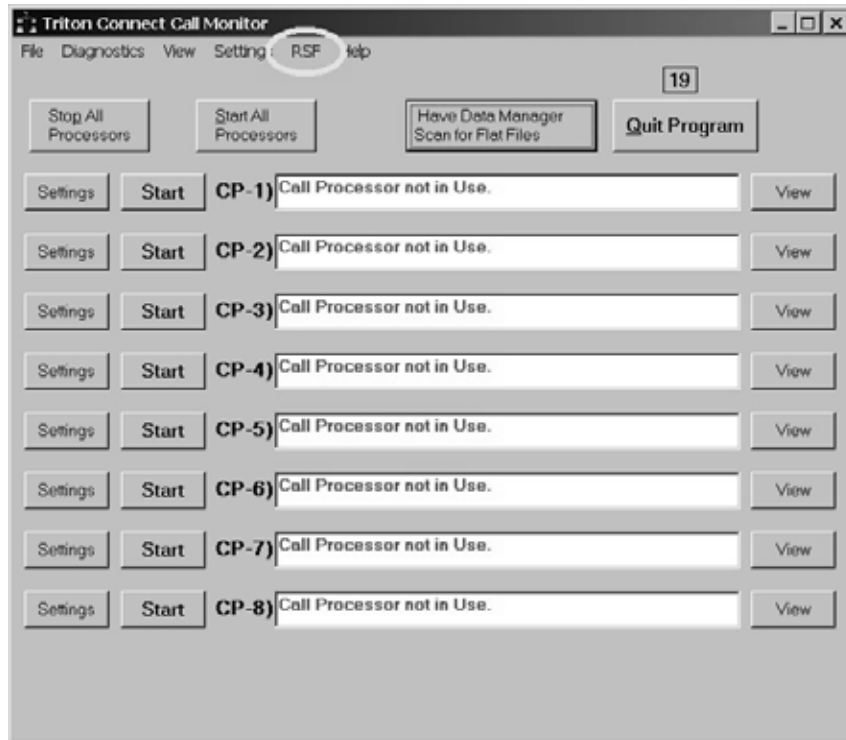 Triton Connect Call Monitor
File Diagnostics View Setting RSF Help
19
Stop All
Processors
Start All
Processors
Have Data Manager
Scan for Flat Files
Quit Program
Settings Start CP-1) Call Processor not in Use. View
Settings Start CP-2) Call Processor not in Use. View
Settings Start CP-3) Call Processor not in Use. View
Settings Start CP-4) Call Processor not in Use. View
Settings Start CP-5) Call Processor not in Use. View
Settings Start CP-6) Call Processor not in Use. View
Settings Start CP-7) Call Processor not in Use. View
Settings Start CP-8) Call Processor not in Use. View